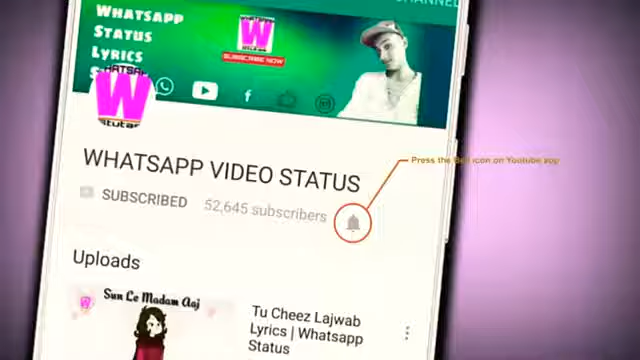 CHANNEL
WHATSAPP
STATUS
LYRICS
W
SUBSCRIBE NOW
WHATSAPP VIDEO STATUS
SUBSCRIBED 52,645 subscribers
Press the Bell icon on Youtube app
Uploads
Sun Le Madam Aaj
Tu Cheez Lajwab
Lyrics | Whatsapp
Status